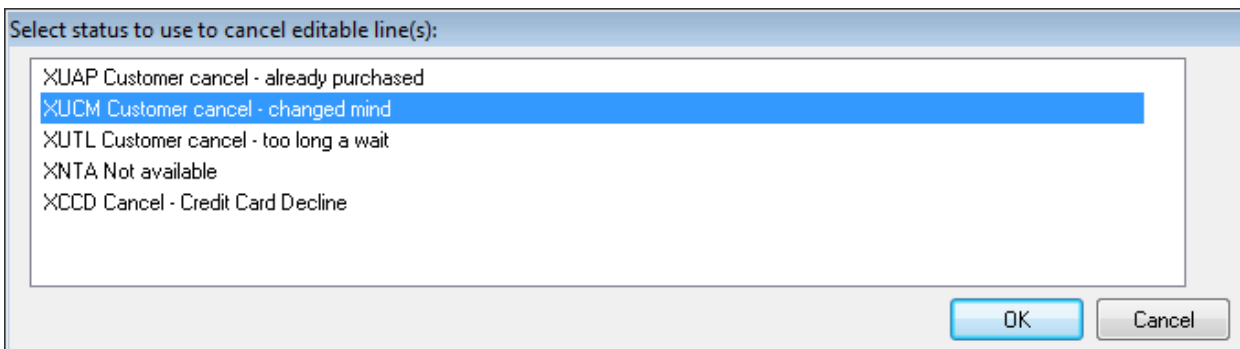 Select status to use to cancel editable line(s):
XUAP Customer cancel - already purchased
XUCM Customer cancel - changed mind
XUTL Customer cancel - too long a wait
XNTA Not available
XCCD Cancel - Credit Card Decline
OK Cancel